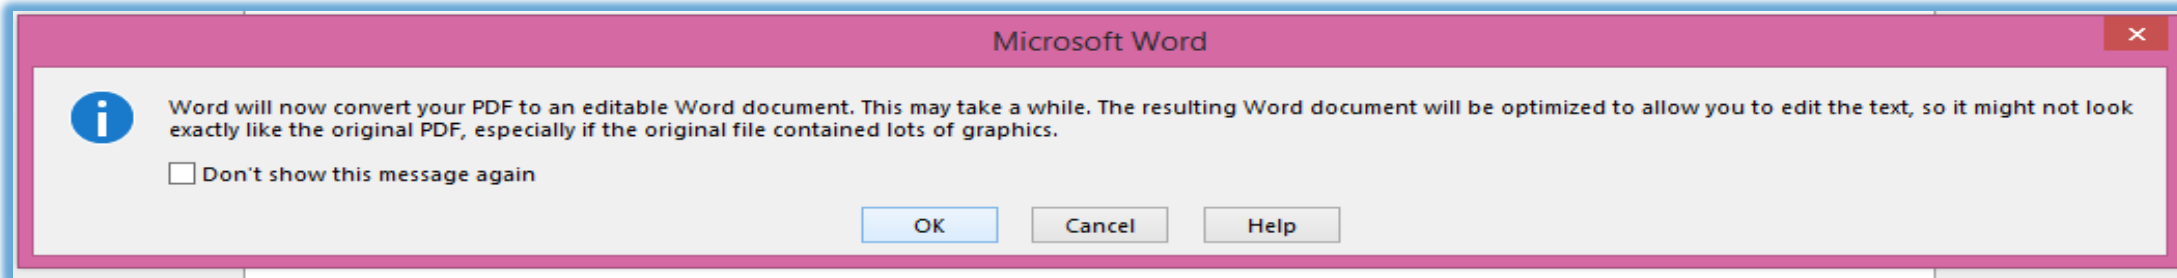 Microsoft Word
Word will now convert your PDF to an editable Word document. This may take a while. The resulting Word document will be optimized to allow you to edit the text, so it might not look
exactly like the original PDF, especially if the original file contained lots of graphics.
Don't show this message again
OK Cancel Help